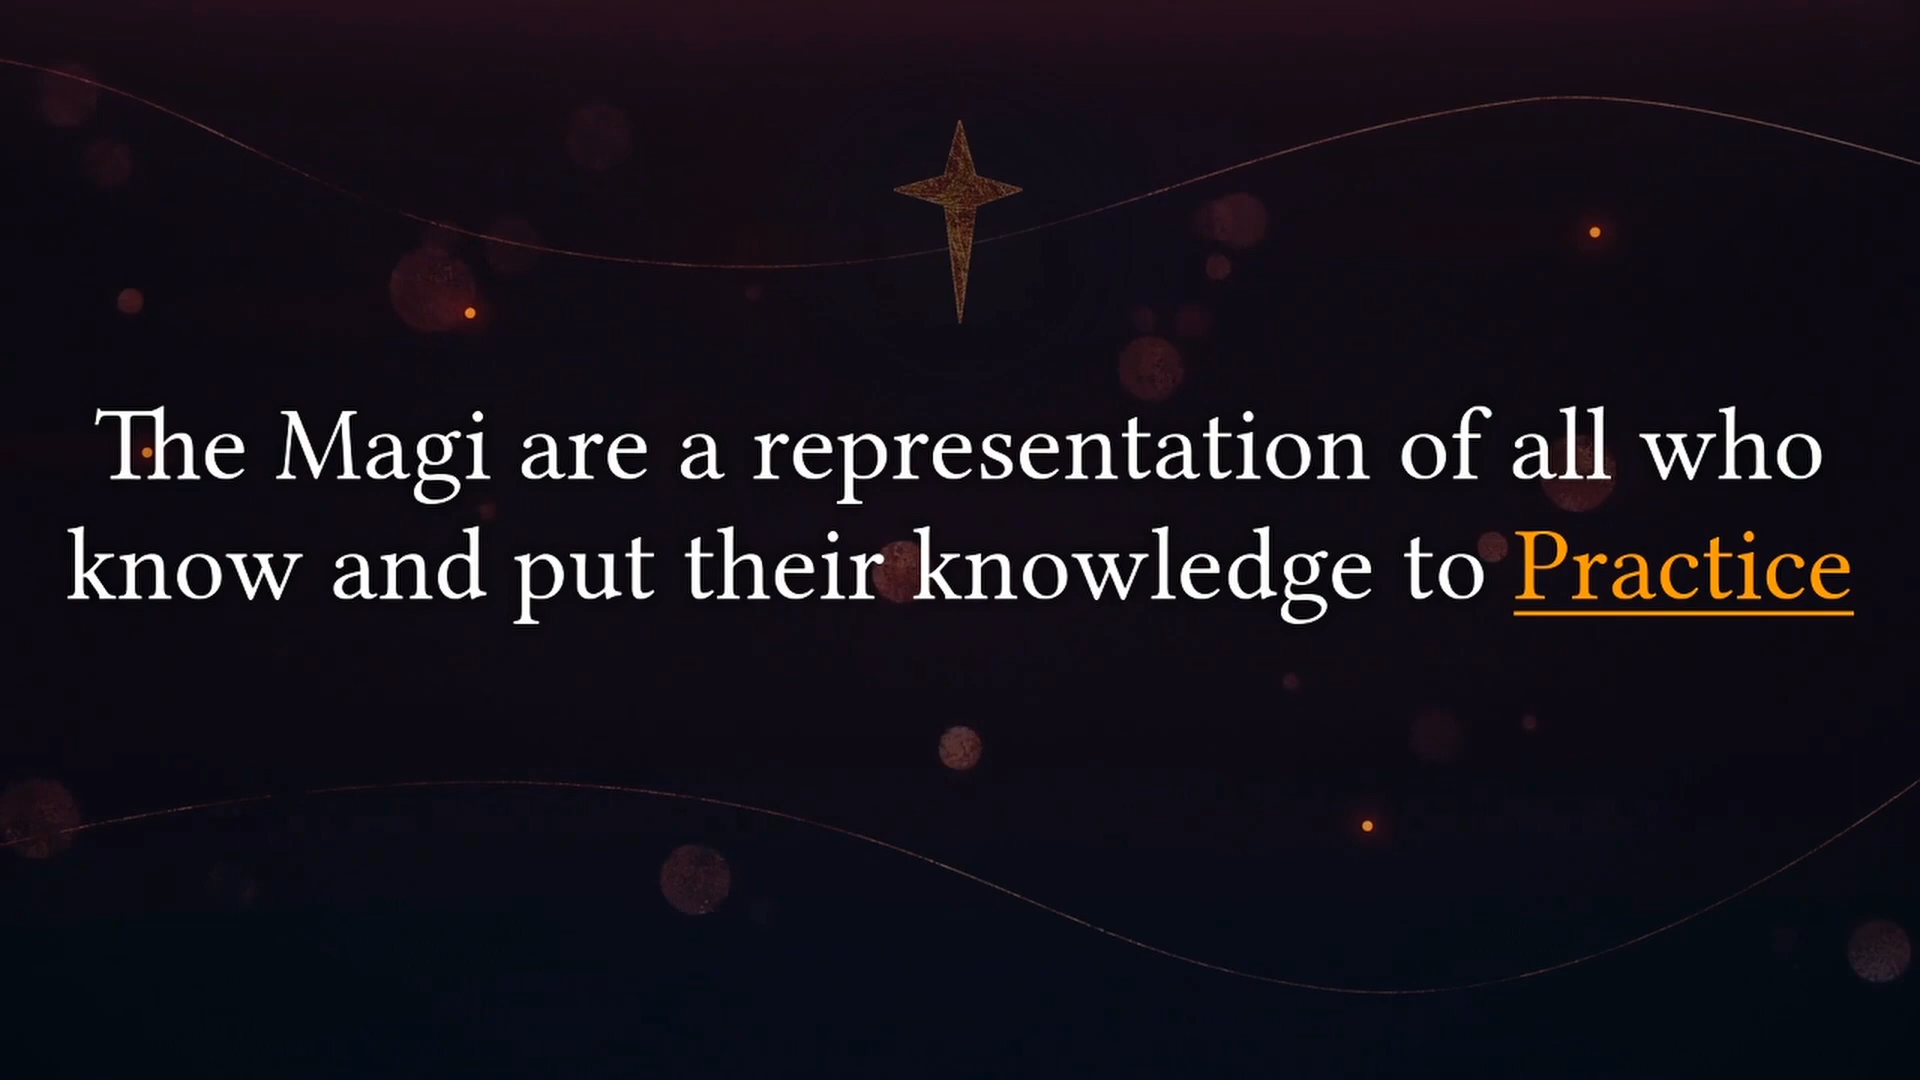 The Magi are a representation of all who
know and put their knowledge to Practice